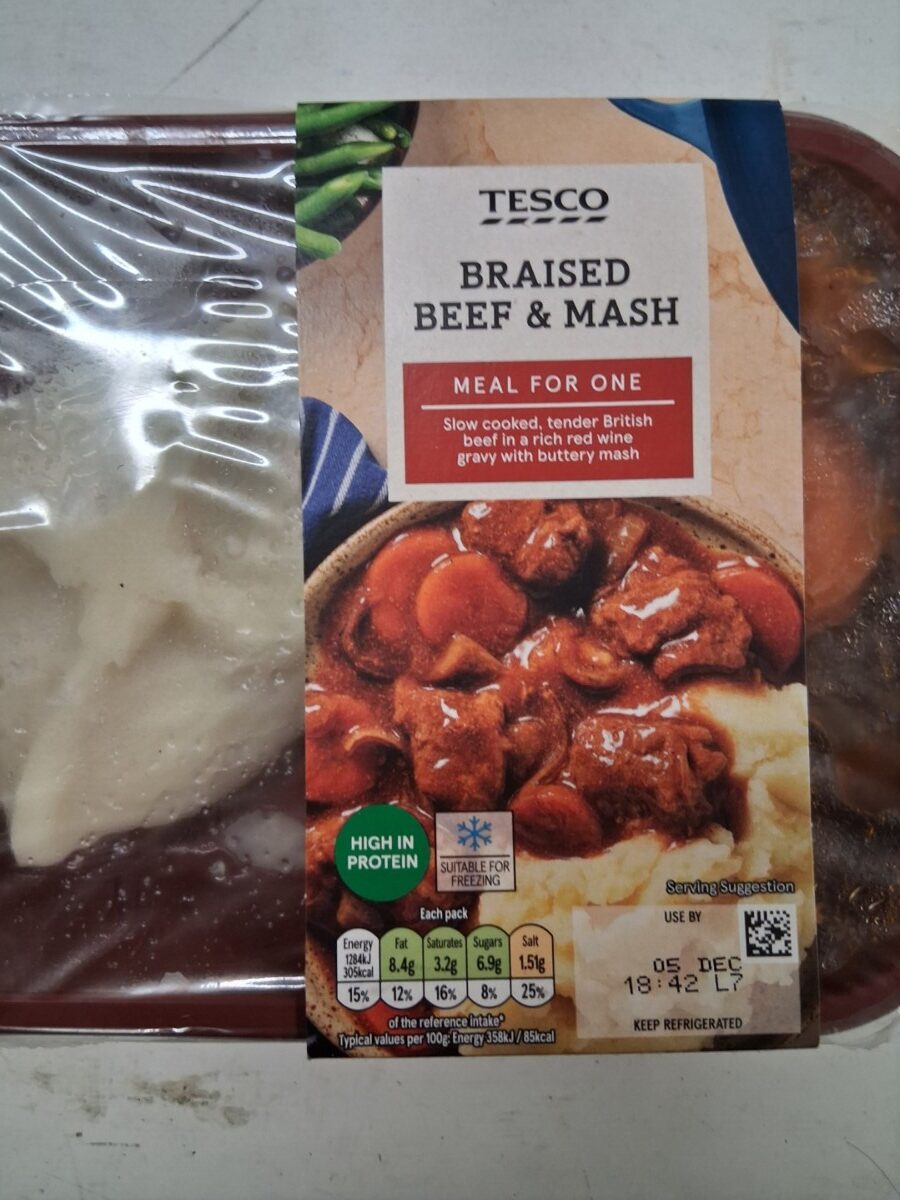 TESCO
BRAISED
BEEF & MASH
MEAL FOR ONE
Slow cooked, tender British
beef in a rich red wine
gravy with buttery mash
HIGH IN
PROTEIN
SUITABLE FOR
FREEZING
Serving Suggestion
Each pack
Energy
1284kJ
305kcal
15%
Fat
8.4g
12%
Saturates
3.2g
16%
Sugars
6.9g
8%
Salt
1.51g
25%
of the reference intake*
Typical values per 100g: Energy 358kJ / 85kcal
USE BY
05 DEC
18:42 L7
KEEP REFRIGERATED